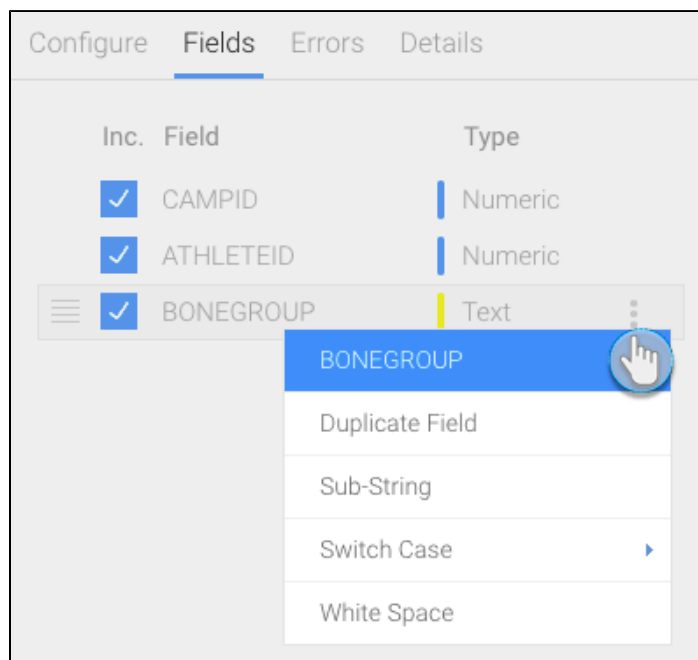 Configure Fields Errors Details
Inc. Field Type
CAMPID Numeric
ATHLETEID Numeric
BONEGROUP Text
BONEGROUP
Duplicate Field
Sub-String
Switch Case
White Space